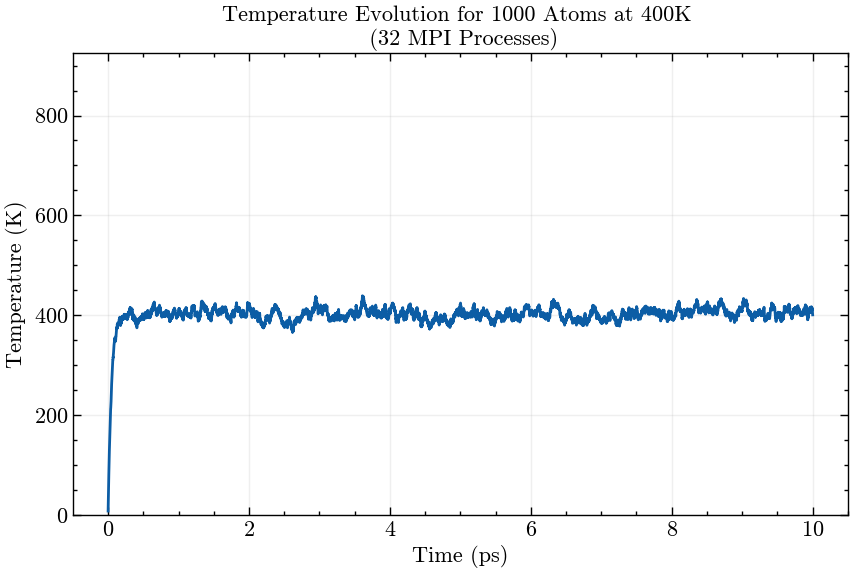 Temperature Evolution for 1000 Atoms at 400K
(32 MPI Processes)
800
600
400
200
0
Temperature (K)
0 2 4 6 8 10
Time (ps)